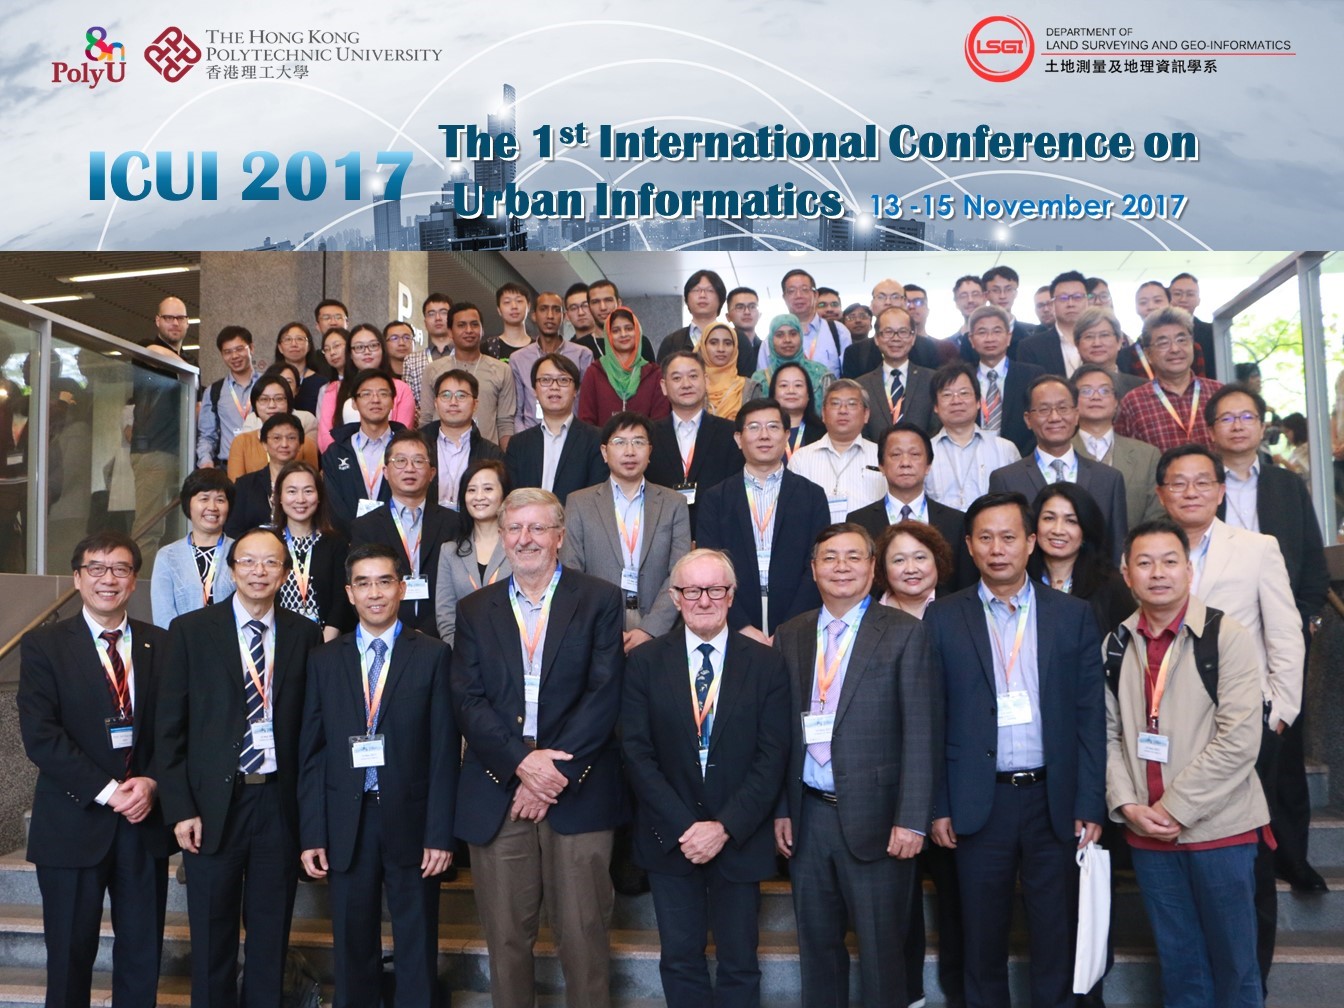 PolyU
THE HONG KONG
POLYTECHNIC UNIVERSITY
香港理工大學
LSGI
DEPARTMENT OF
LAND SURVEYING AND GEO-INFORMATICS
土地測量及地理資訊學系
ICUI 2017
The 1st International Conference on
Urban Informatics 13 -15 November 2017
P